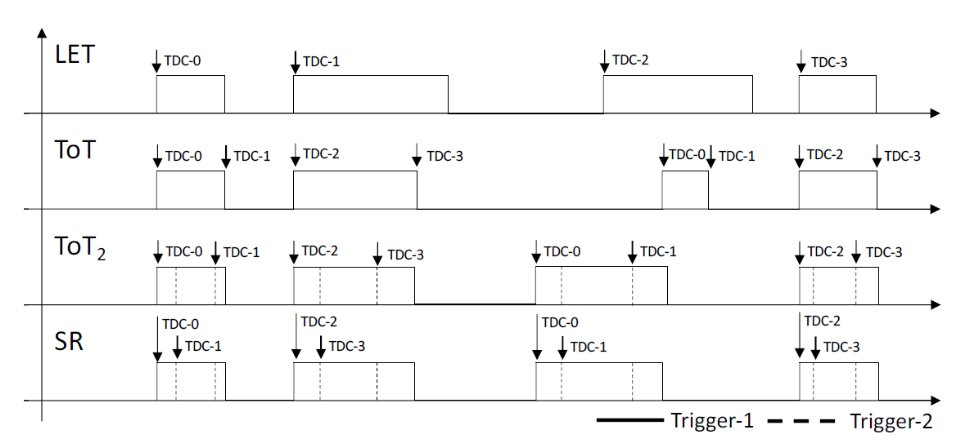 LET
TDC-0 TDC-1 TDC-2 TDC-3
ToT
TDC-0 TDC-1 TDC-2 TDC-3 TDC-0 TDC-1 TDC-2 TDC-3
ToT2
TDC-0 TDC-1 TDC-2 TDC-3 TDC-0 TDC-1 TDC-2 TDC-3
SR
TDC-0 TDC-2 TDC-0 TDC-2
TDC-1 TDC-3 TDC-1 TDC-3
Trigger-1 Trigger-2